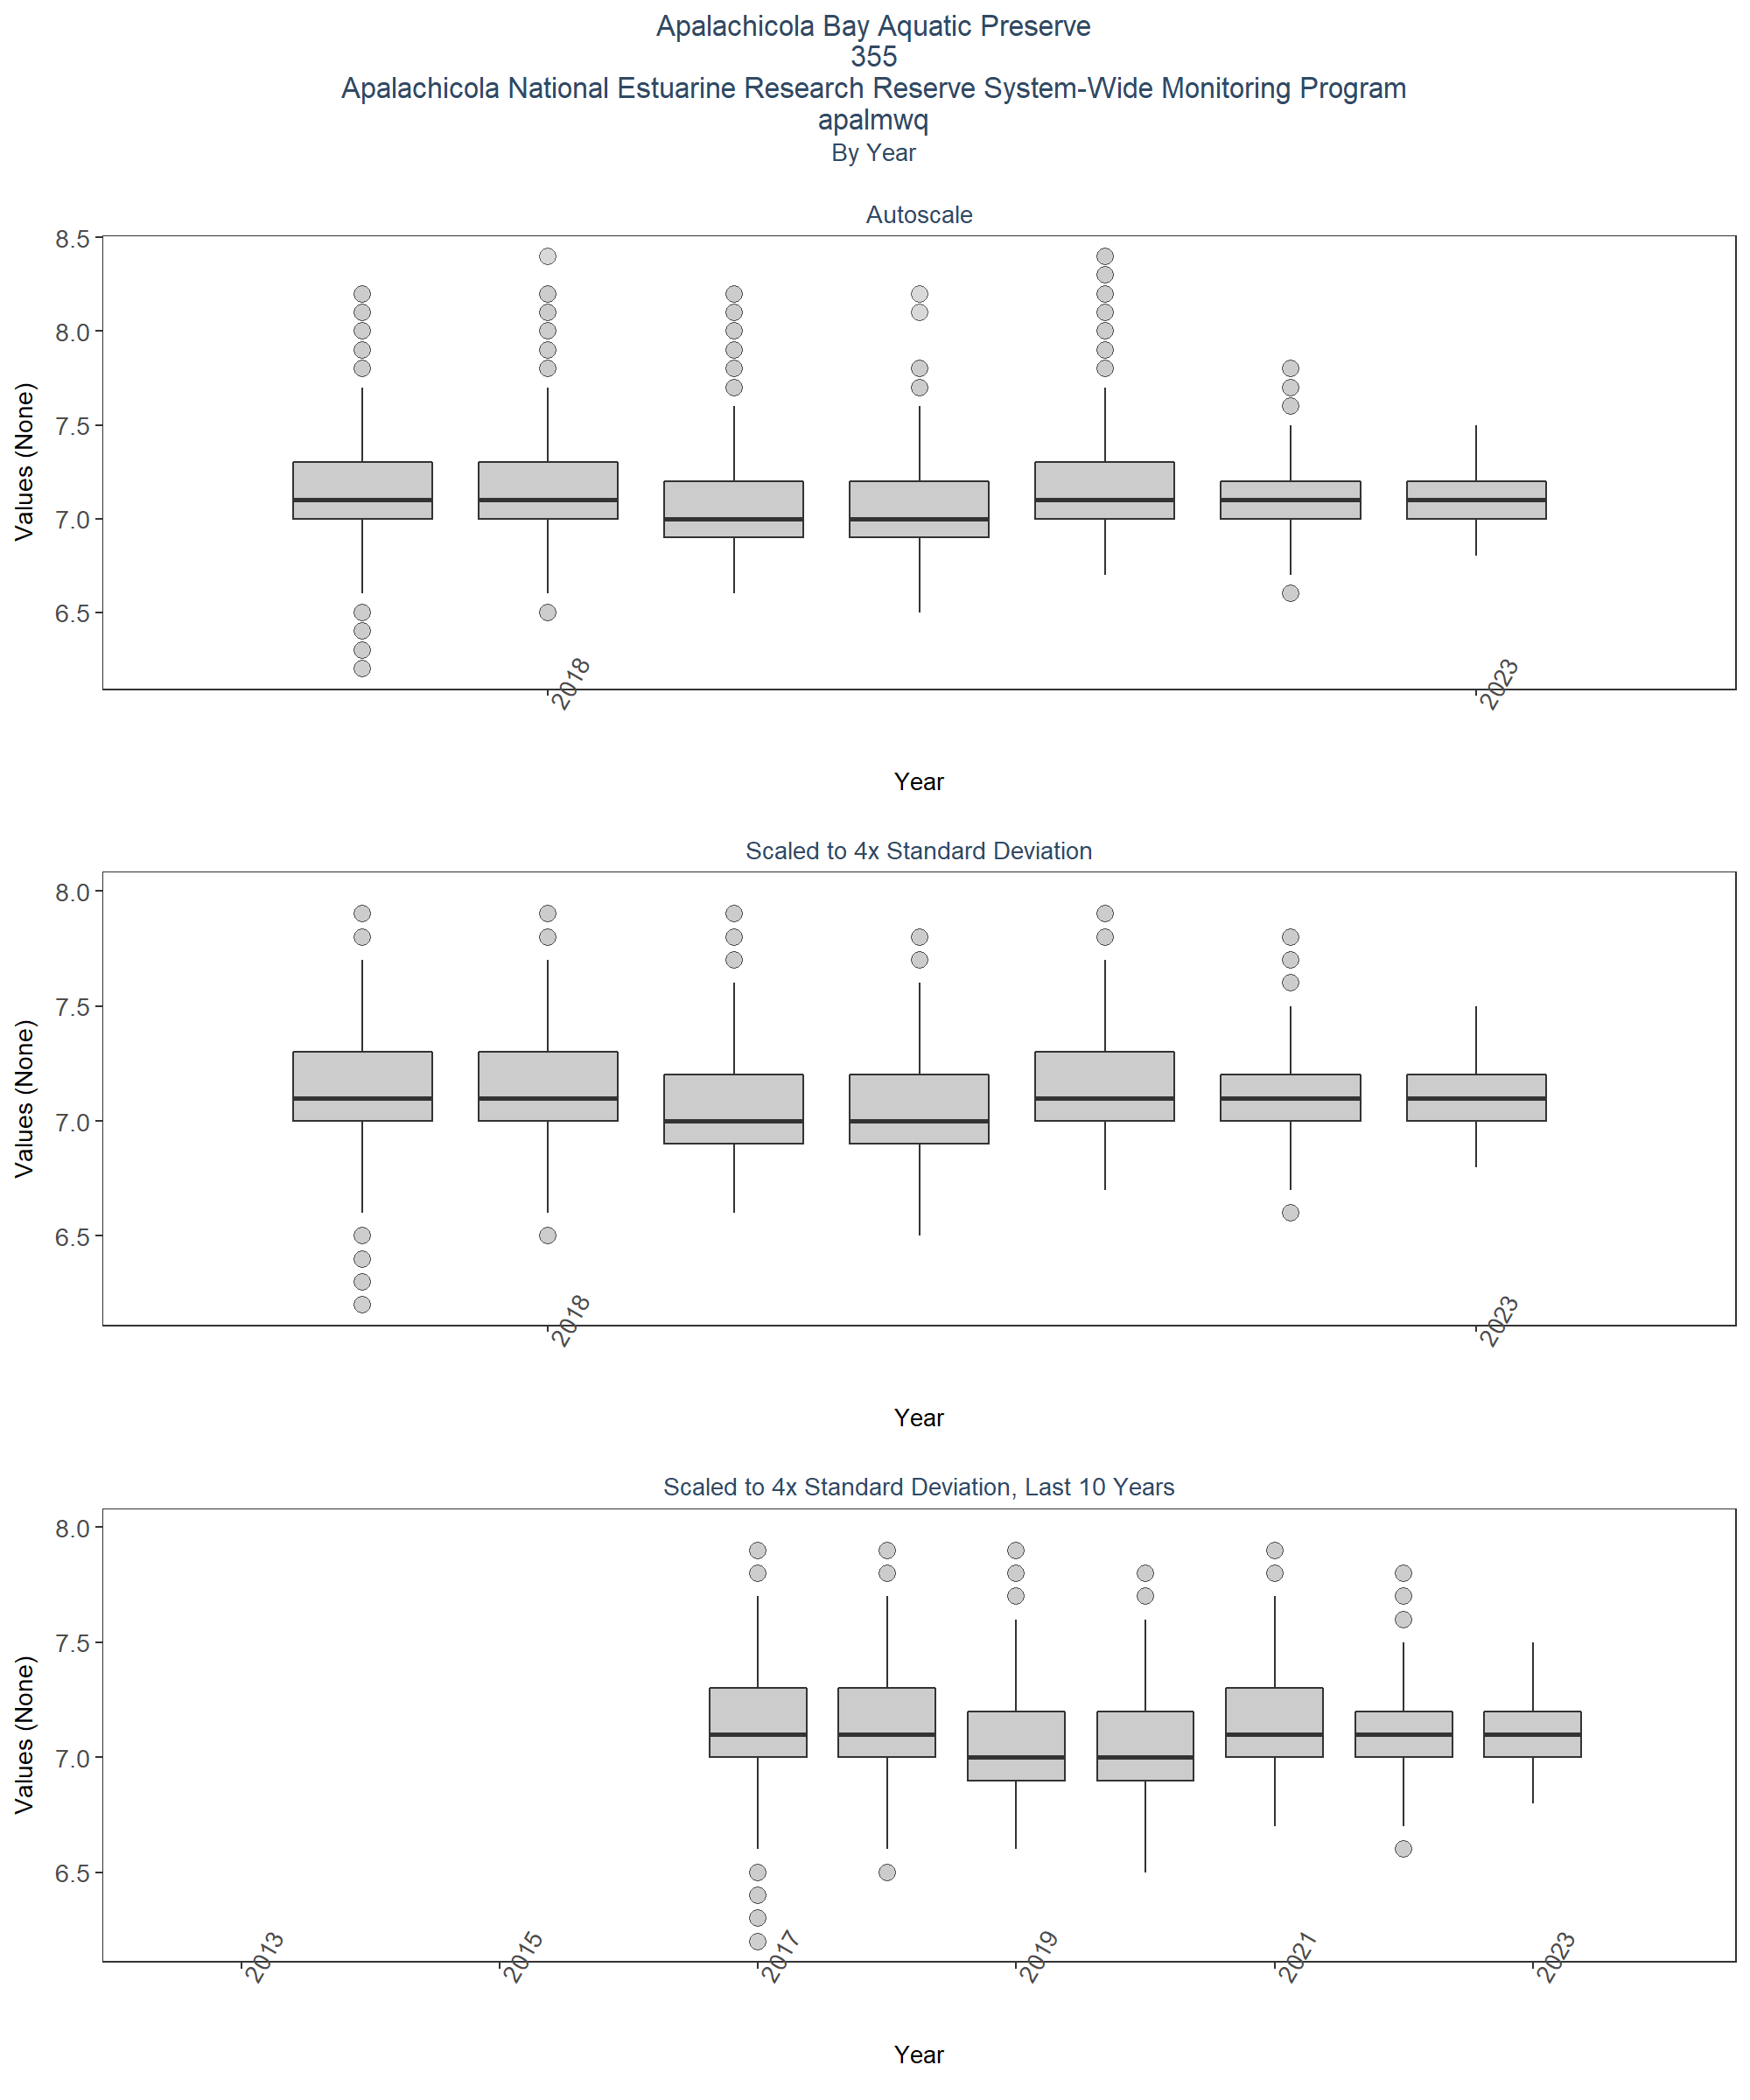 Apalachicola Bay Aquatic Preserve
355
Apalachicola National Estuarine Research Reserve System-Wide Monitoring Program
apalmwq
By Year
Autoscale
8.5
8.0
7.5
7.0
6.5
Values (None)
2018
2023
Year
Scaled to 4x Standard Deviation
8.0
7.5
7.0
6.5
Values (None)
2018
2023
Year
Scaled to 4x Standard Deviation, Last 10 Years
8.0
7.5
7.0
6.5
Values (None)
2013
2015
2017
2019
2021
2023
Year